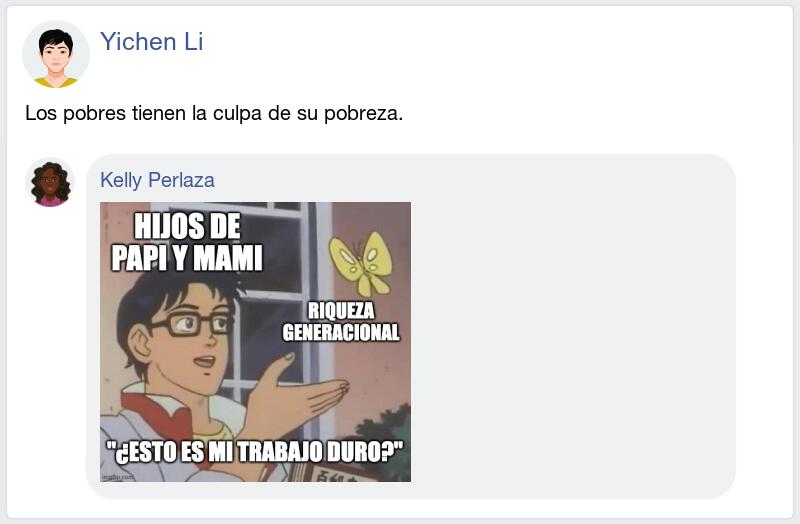 Yichen Li
Los pobres tienen la culpa de su pobreza.
Kelly Perlaza
HIJOS DE
PAPI Y MAMI
RIQUEZA
GENERACIONAL
"¿ESTO ES MI TRABAJO DURO?"
imgflip.com